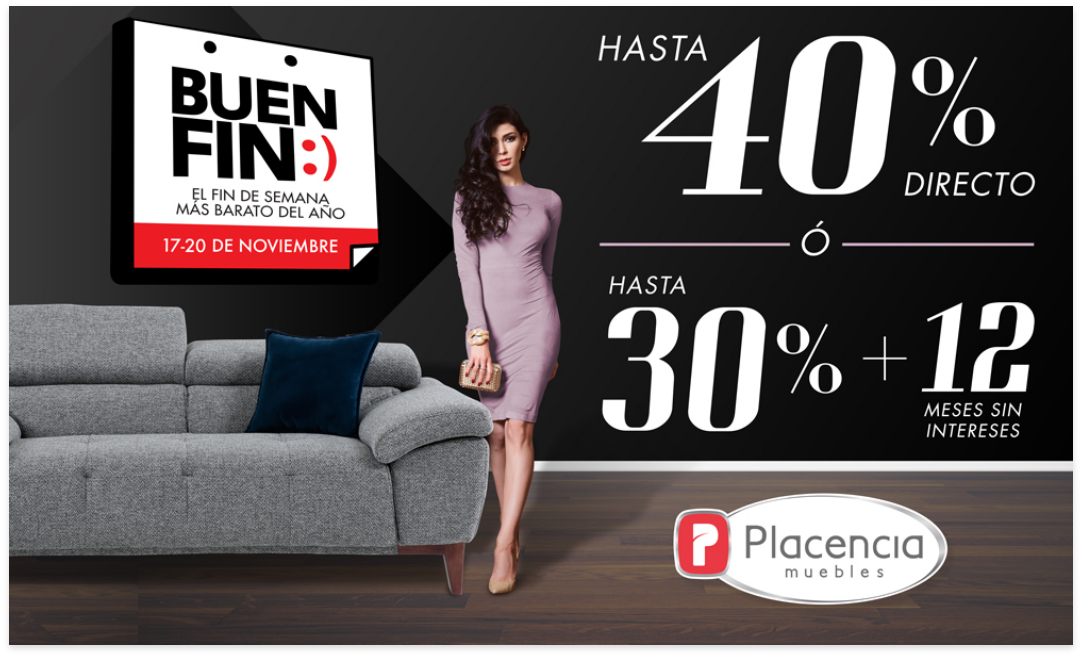 BUEN
FIN:)
EL FIN DE SEMANA
MÁS BARATO DEL AÑO
17-20 DE NOVIEMBRE
HASTA
40%
DIRECTO
Ó
HASTA
30% + 12
MESES SIN
INTERESES
P Placencia
muebles